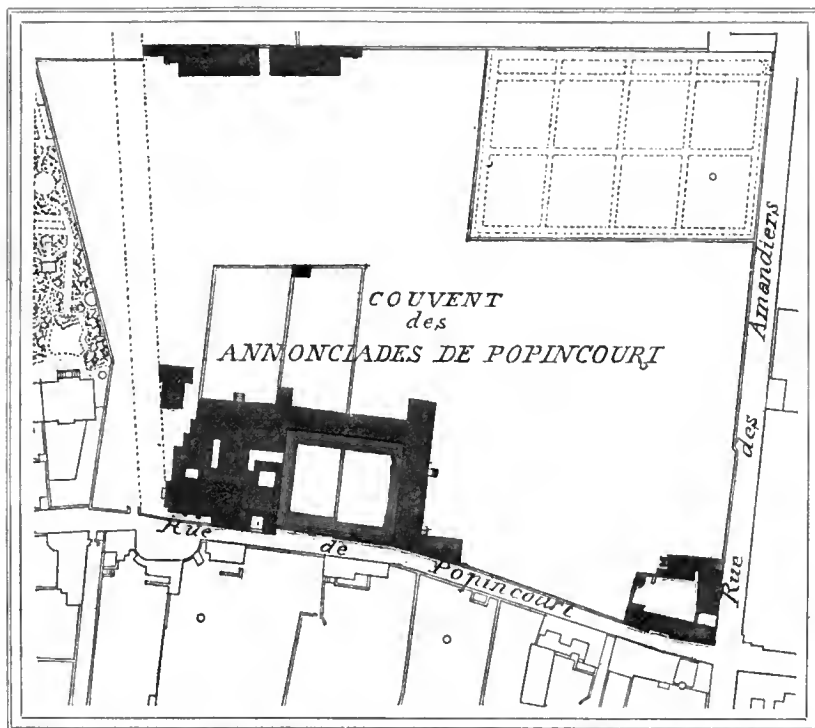 COUVENT
des
ANNONCIADES DE POPINCOURT
Rue des Amandiers
Rue de Popincourt